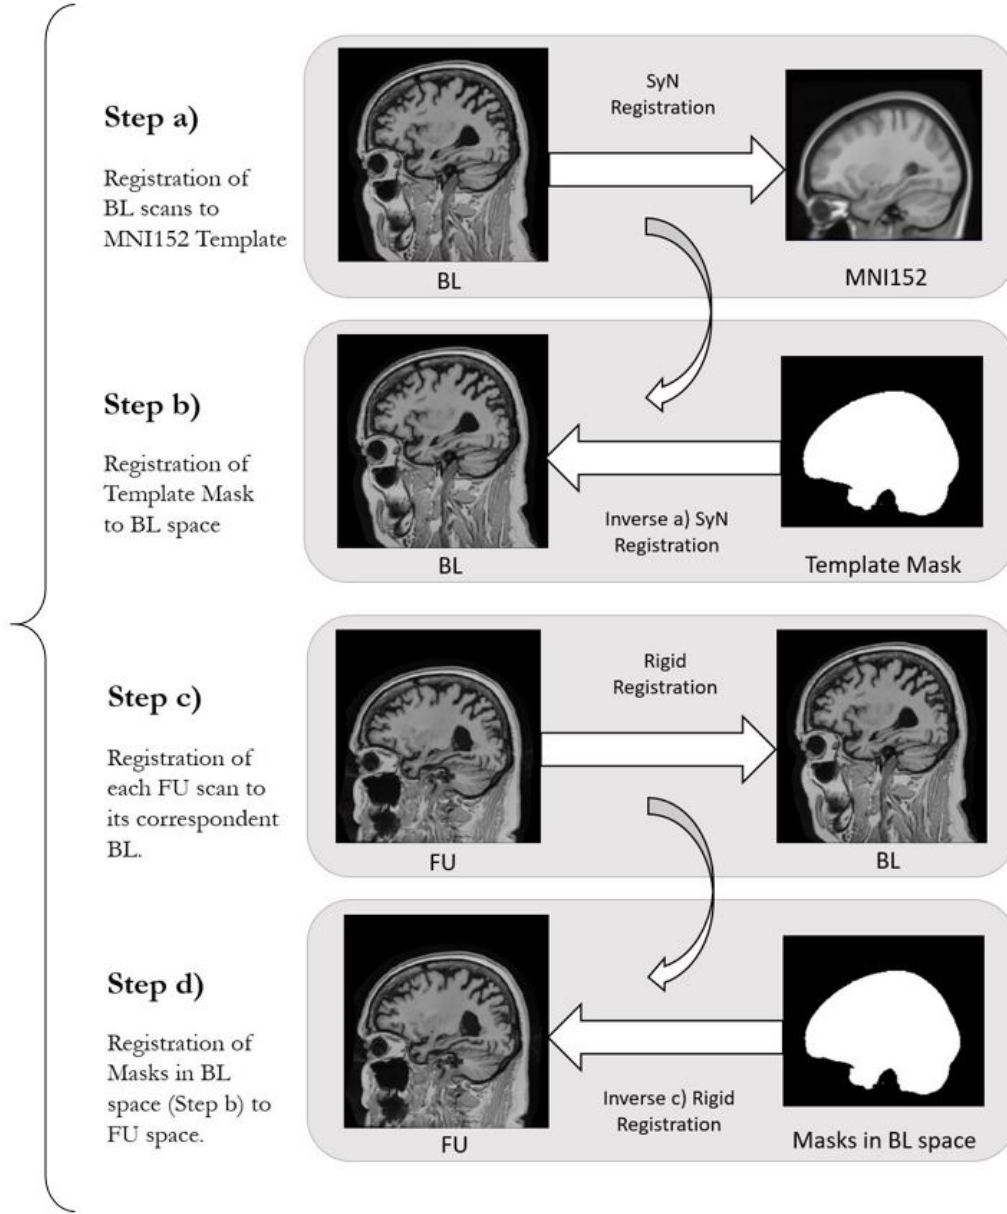 Step a)
Registration of
BL scans to
MNI152 Template
SyN
Registration
BL
MNI152
Step b)
Registration of
Template Mask
to BL space
Inverse a) SyN
Registration
BL
Template Mask
Step c)
Registration of
each FU scan to
its correspondent
BL.
Rigid
Registration
FU
BL
Step d)
Registration of
Masks in BL
space (Step b) to
FU space.
Inverse c) Rigid
Registration
FU
Masks in BL space